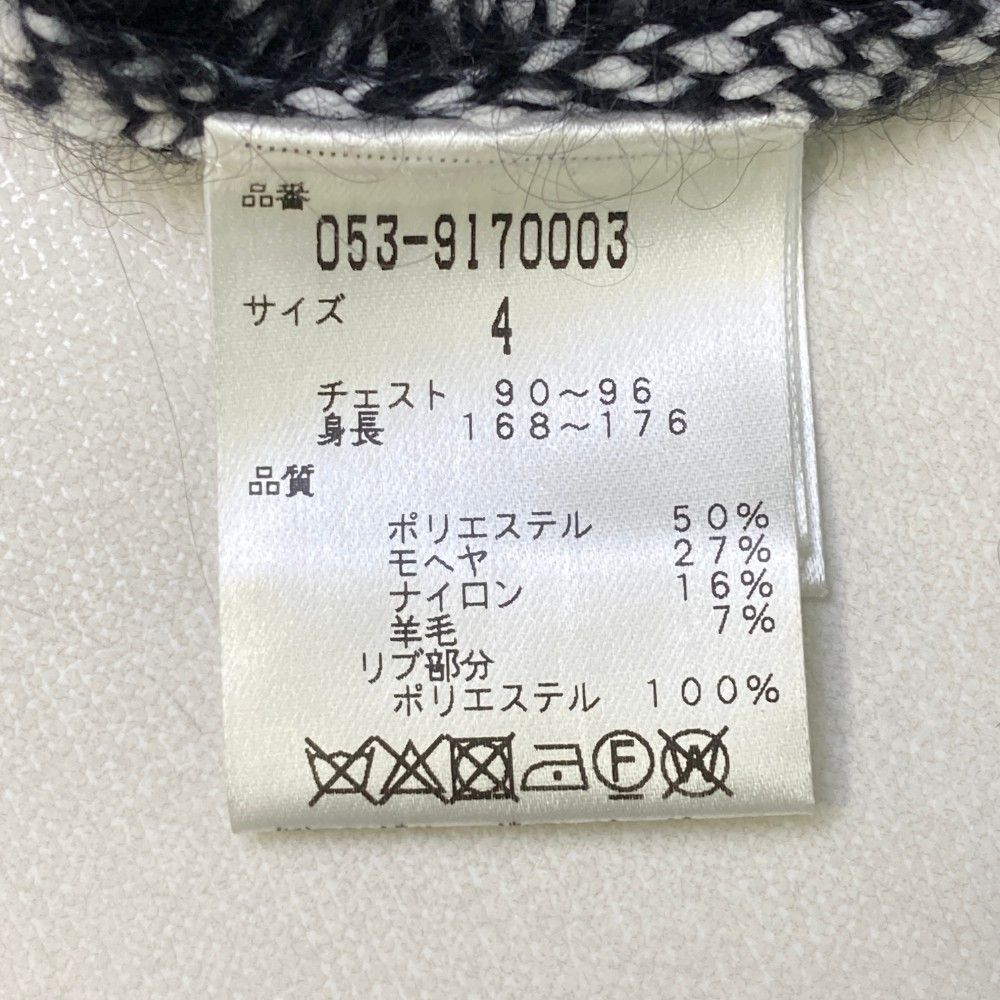 品番
053-9170003
サイズ 4
チェスト 90～96
身長 168～176
品質
ポリエステル 50%
モヘヤ 27%
ナイロン 16%
羊毛 7%
リブ部分
ポリエステル 100%
F W